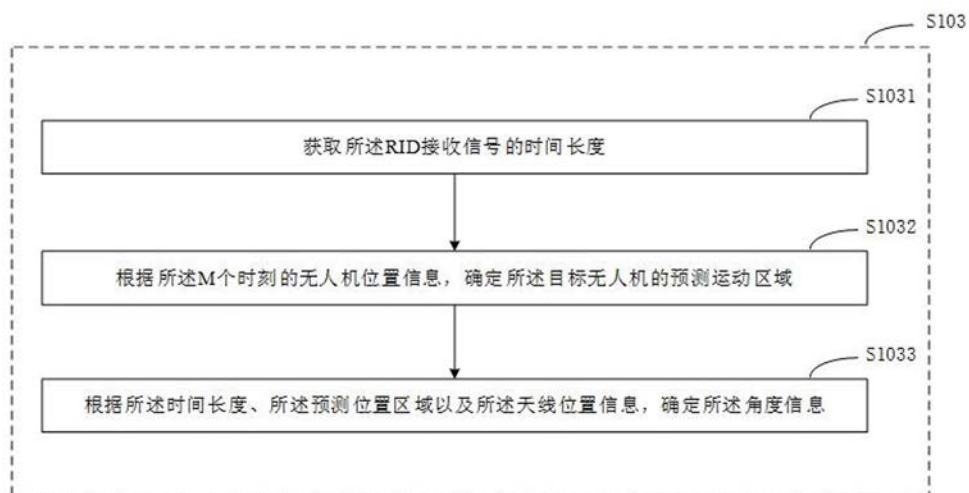 S103
S1031
获取所述RID接收信号的时间长度
S1032
根据所述M个时刻的无人机位置信息，确定所述目标无人机的预测运动区域
S1033
根据所述时间长度、所述预测位置区域以及所述天线位置信息，确定所述角度信息